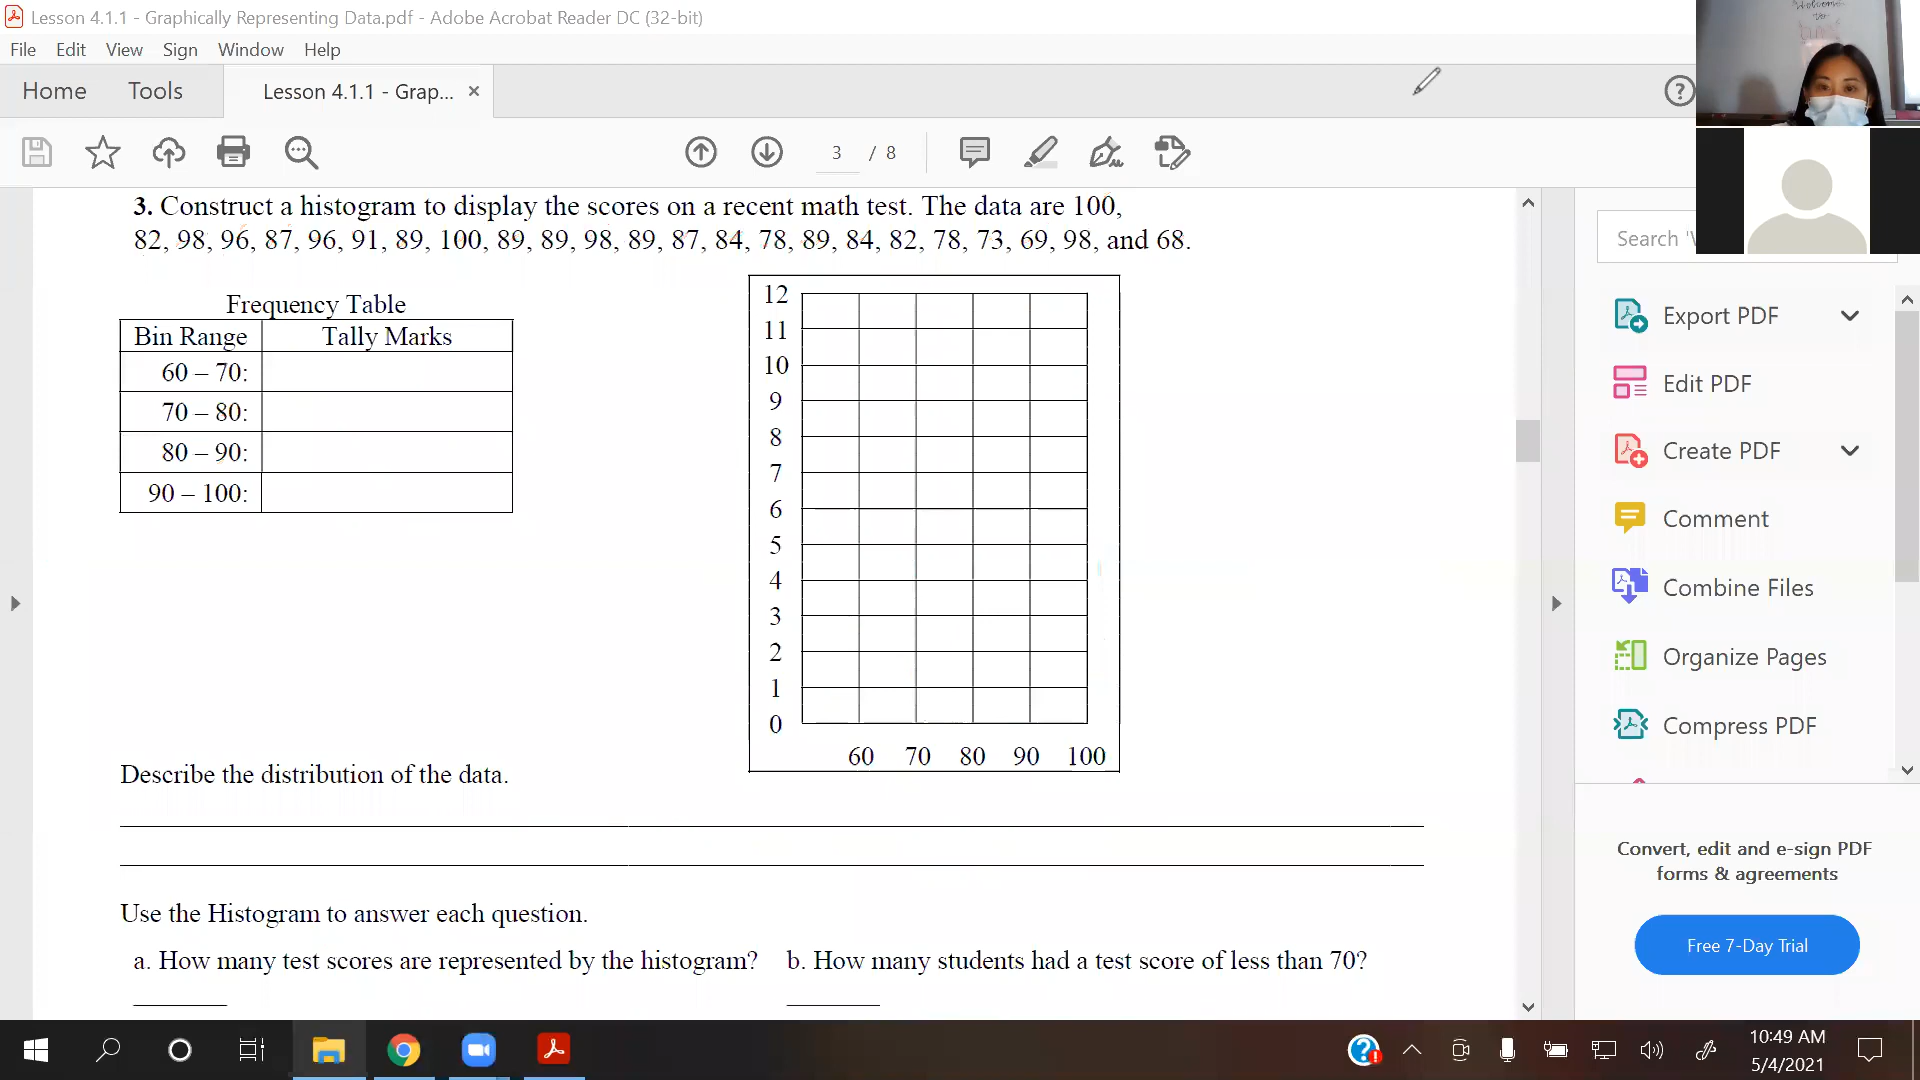 Lesson 4.1.1 - Graphically Representing Data.pdf - Adobe Acrobat Reader DC (32-bit)
File Edit View Sign Window Help
Home Tools Lesson 4.1.1 - Grap... ×
3 / 8
3. Construct a histogram to display the scores on a recent math test. The data are 100,
82, 98, 96, 87, 96, 91, 89, 100, 89, 89, 98, 89, 87, 84, 78, 89, 84, 82, 78, 73, 69, 98, and 68.
Frequency Table
Bin Range Tally Marks
60 – 70:
70 – 80:
80 – 90:
90 – 100:
12
11
10
9
8
7
6
5
4
3
2
1
0
60 70 80 90 100
Describe the distribution of the data.
Use the Histogram to answer each question.
a. How many test scores are represented by the histogram? b. How many students had a test score of less than 70?
Welcome
to
Search
Export PDF
Edit PDF
Create PDF
Comment
Combine Files
Organize Pages
Compress PDF
Convert, edit and e-sign PDF
forms & agreements
Free 7-Day Trial
10:49 AM
5/4/2021